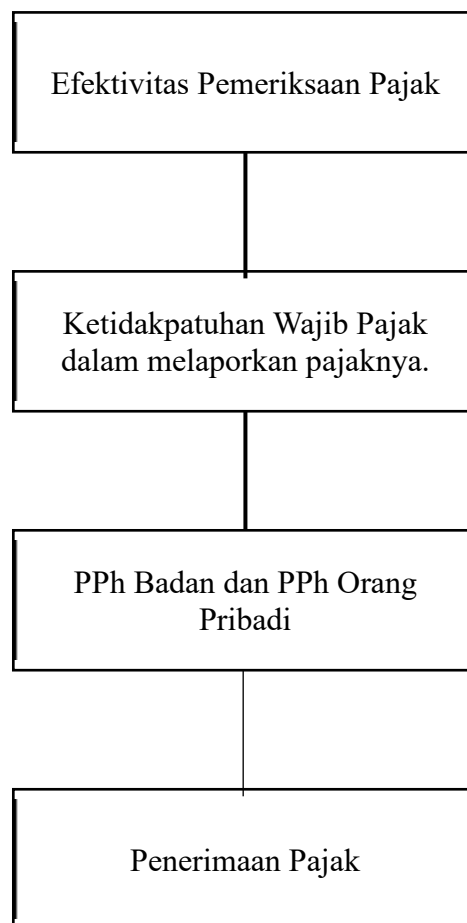 Efektivitas Pemeriksaan Pajak
Ketidakpatuhan Wajib Pajak
dalam melaporkan pajaknya.
PPh Badan dan PPh Orang
Pribadi
Penerimaan Pajak